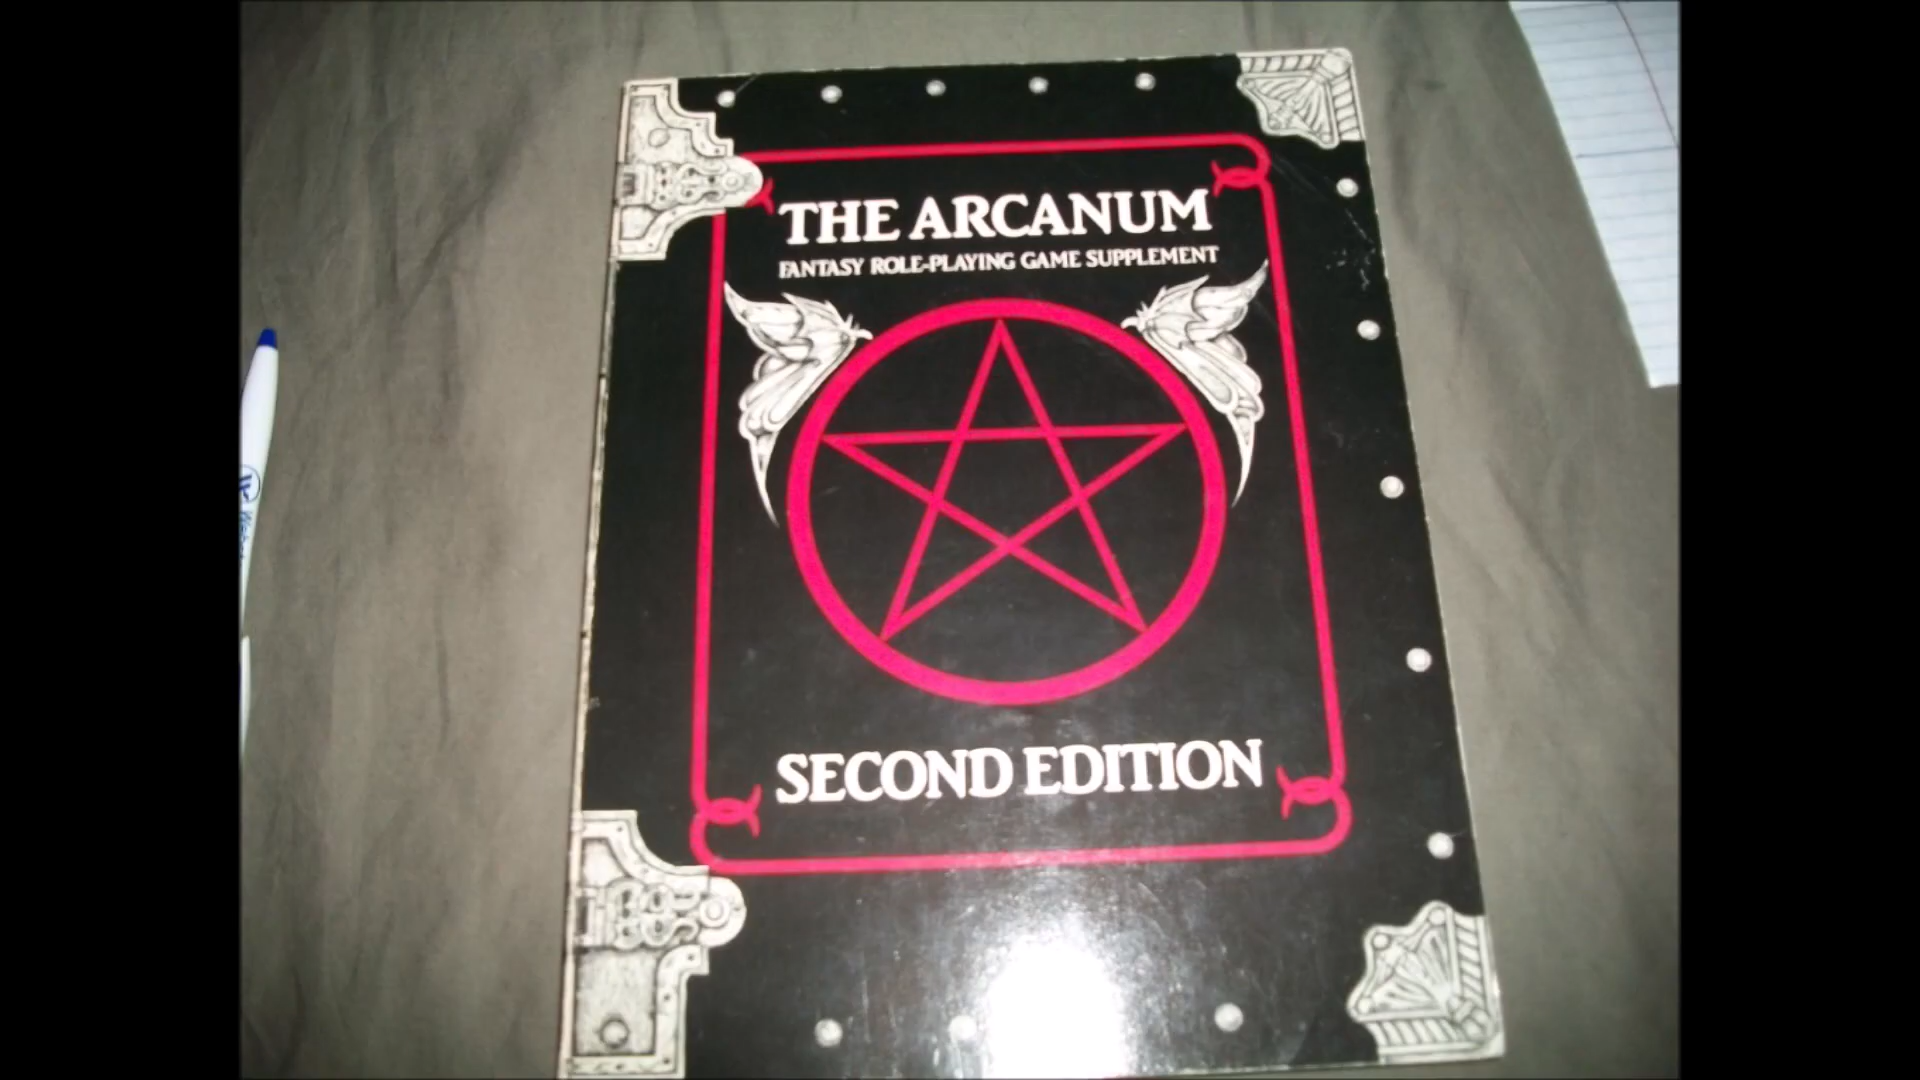 THE ARCANUM
FANTASY ROLE-PLAYING GAME SUPPLEMENT
SECOND EDITION